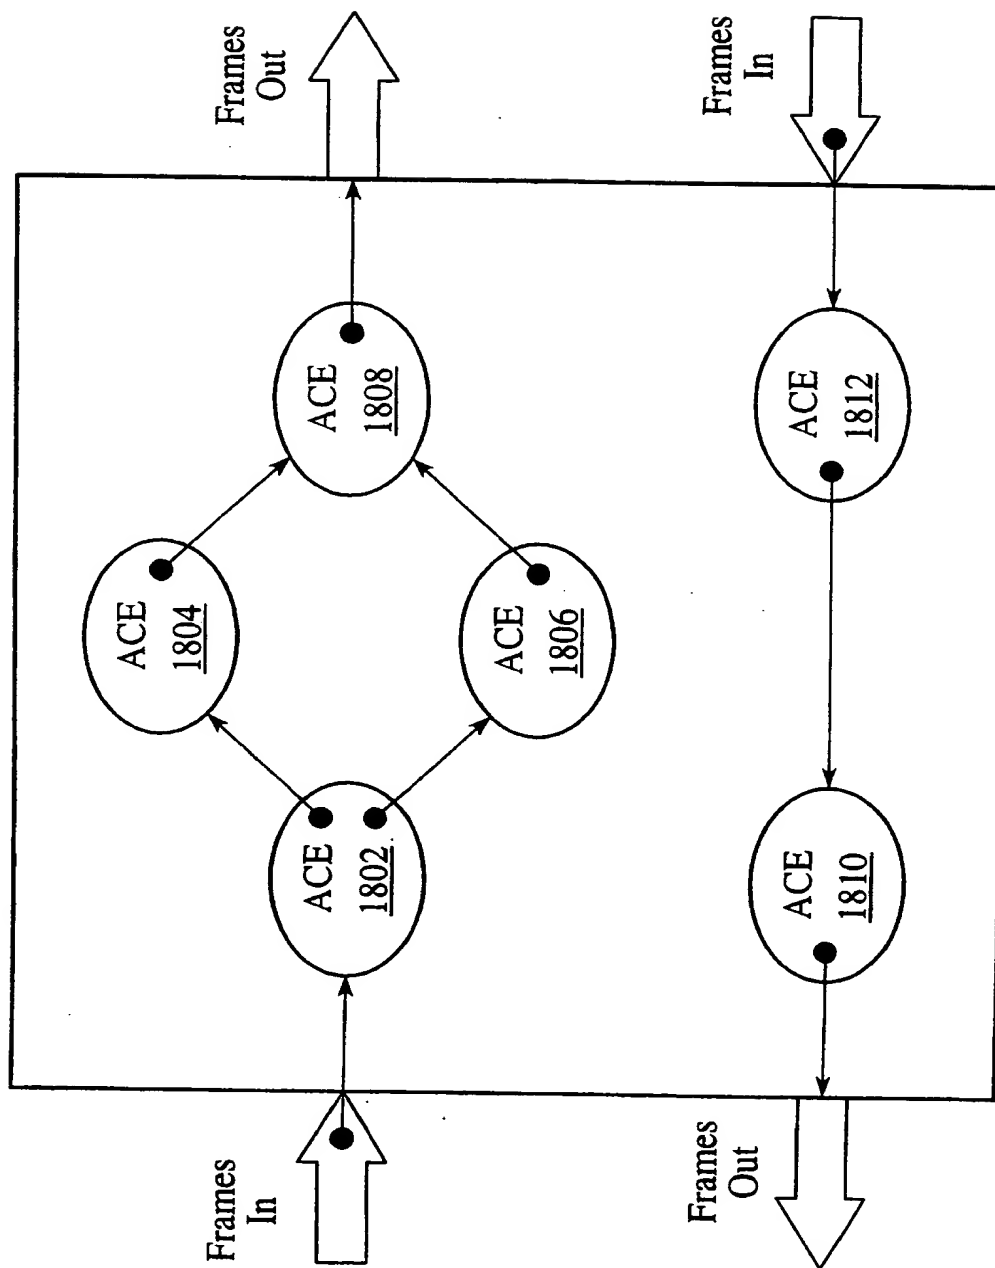 Frames
In
ACE
1802
ACE
1804
ACE
1806
ACE
1808
Frames
Out
Frames
Out
ACE
1810
ACE
1812
Frames
In